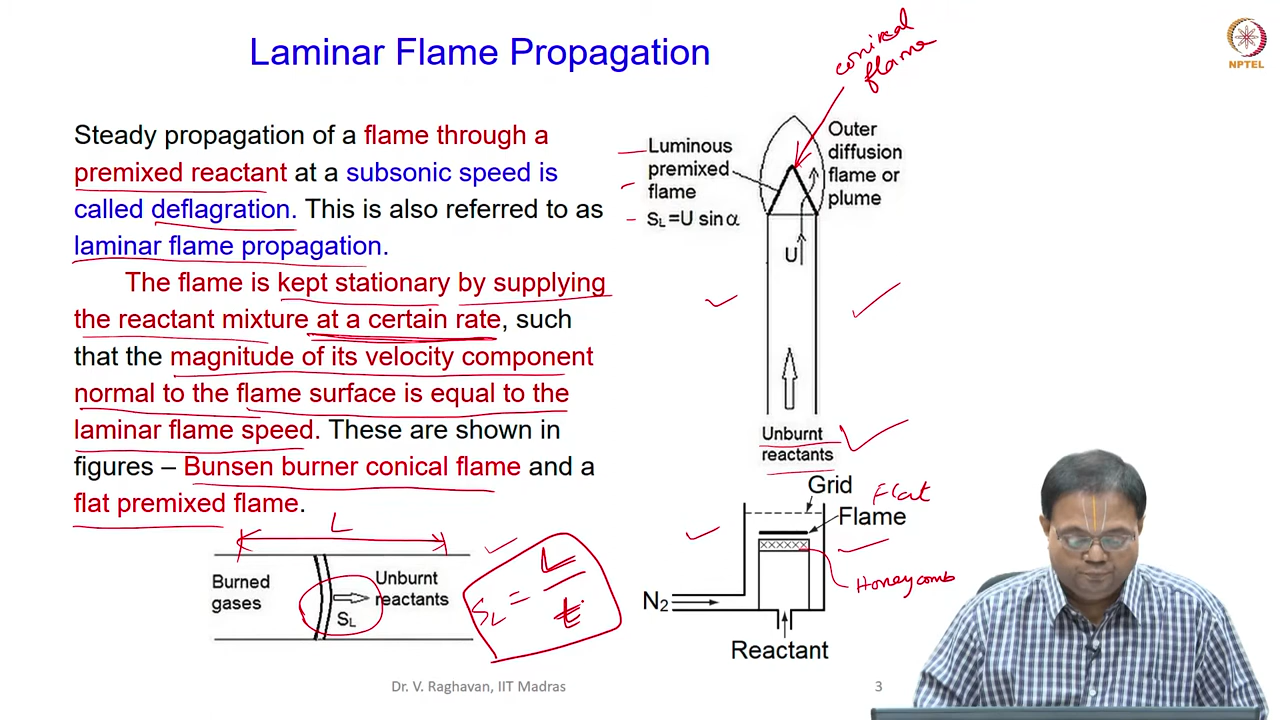 Laminar Flame Propagation
NPTEL
Steady propagation of a flame through a
premixed reactant at a subsonic speed is
called deflagration. This is also referred to as
laminar flame propagation.
The flame is kept stationary by supplying
the reactant mixture at a certain rate, such
that the magnitude of its velocity component
normal to the flame surface is equal to the
laminar flame speed. These are shown in
figures – Bunsen burner conical flame and a
flat premixed flame.
L
Burned
gases
SL
Unburnt
reactants
SL = L/t
conical
flame
Luminous
premixed
flame
SL =U sinα
Outer
diffusion
flame or
plume
U
Unburnt
reactants
Grid
Flat
Flame
Honeycomb
N2
Reactant
Dr. V. Raghavan, IIT Madras
3